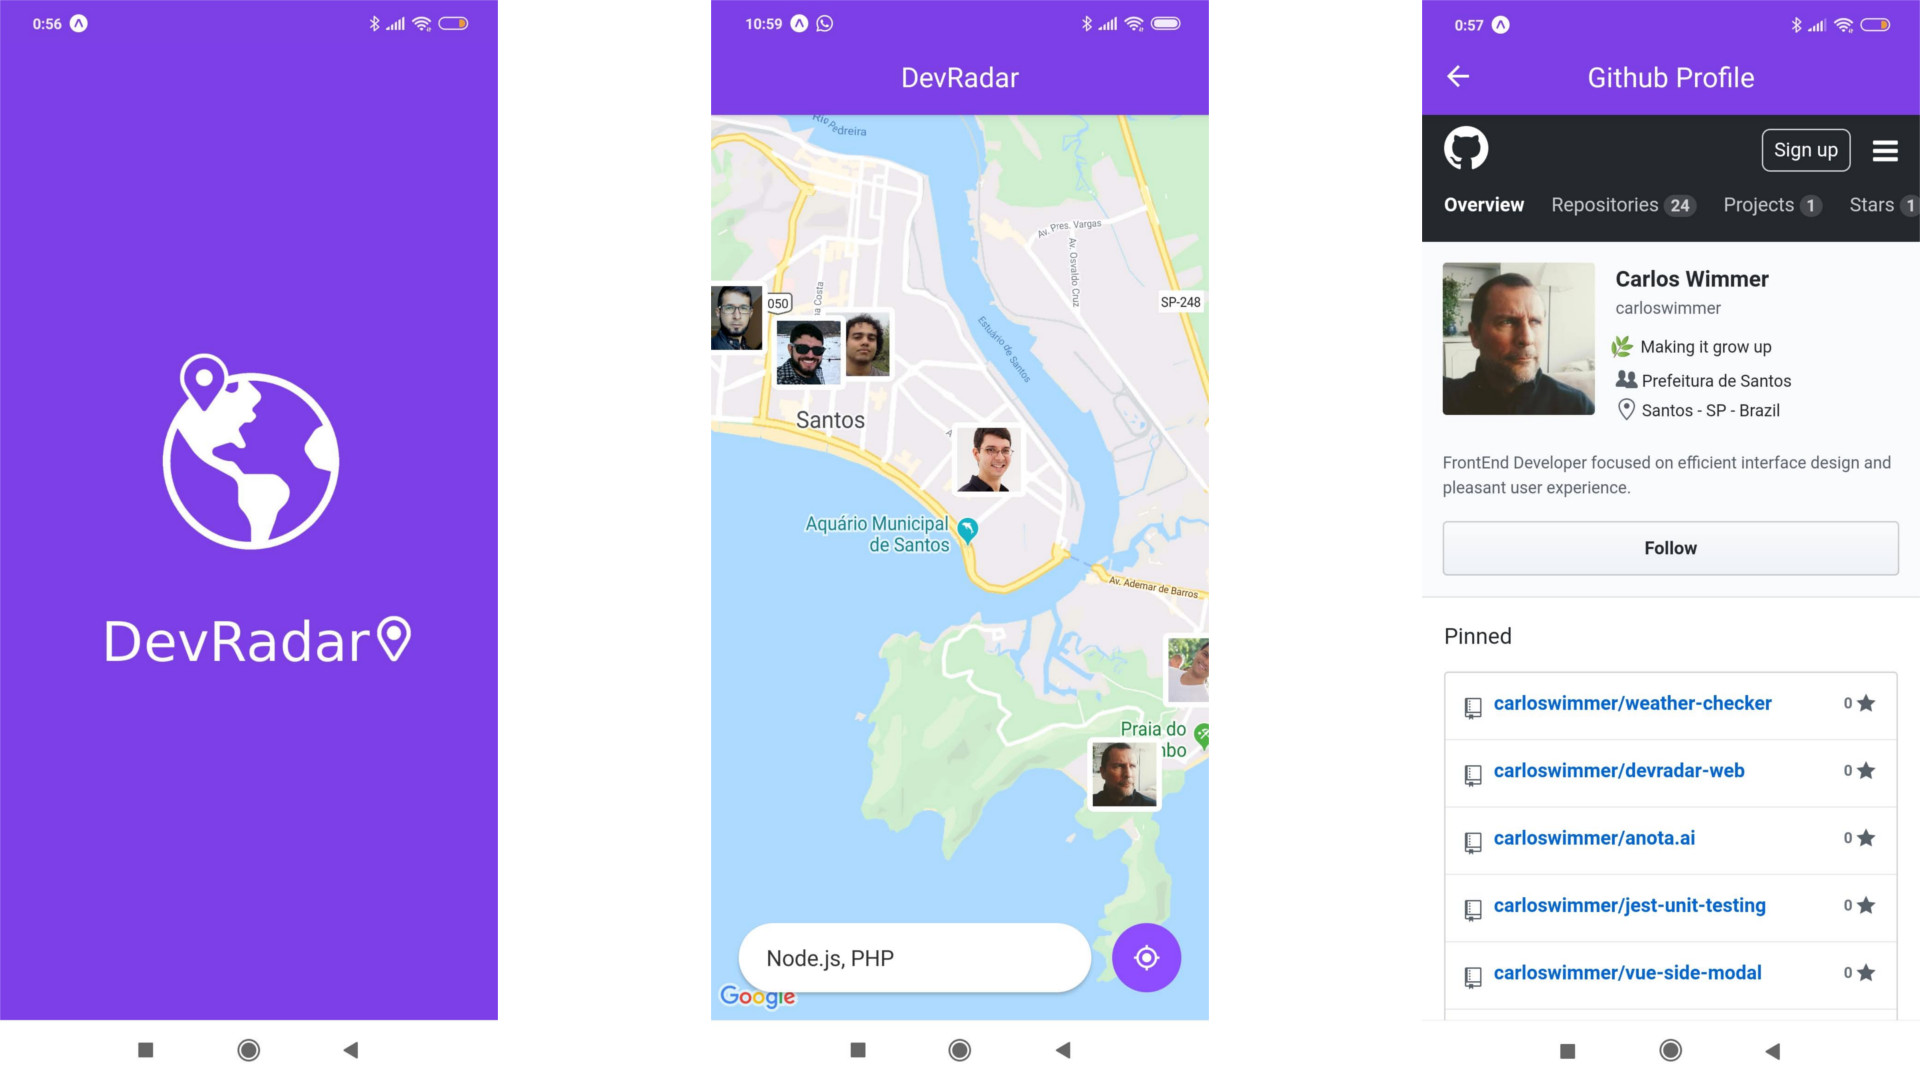 0:56
DevRadar
10:59
DevRadar
Rio Pedreira
Av. Pres. Vargas
Av. Osvaldo Cruz
050
a Costa
SP-248
Estuário de Santos
Santos
Aquário Municipal
de Santos
Av. Ademar de Barros
Praia do
nbo
Node.js, PHP
Google
0:57
Github Profile
Sign up
Overview Repositories 24 Projects 1 Stars 1
Carlos Wimmer
carloswimmer
Making it grow up
Prefeitura de Santos
Santos - SP - Brazil
FrontEnd Developer focused on efficient interface design and
pleasant user experience.
Follow
Pinned
carloswimmer/weather-checker 0
carloswimmer/devradar-web 0
carloswimmer/anota.ai 0
carloswimmer/jest-unit-testing 0
carloswimmer/vue-side-modal 0